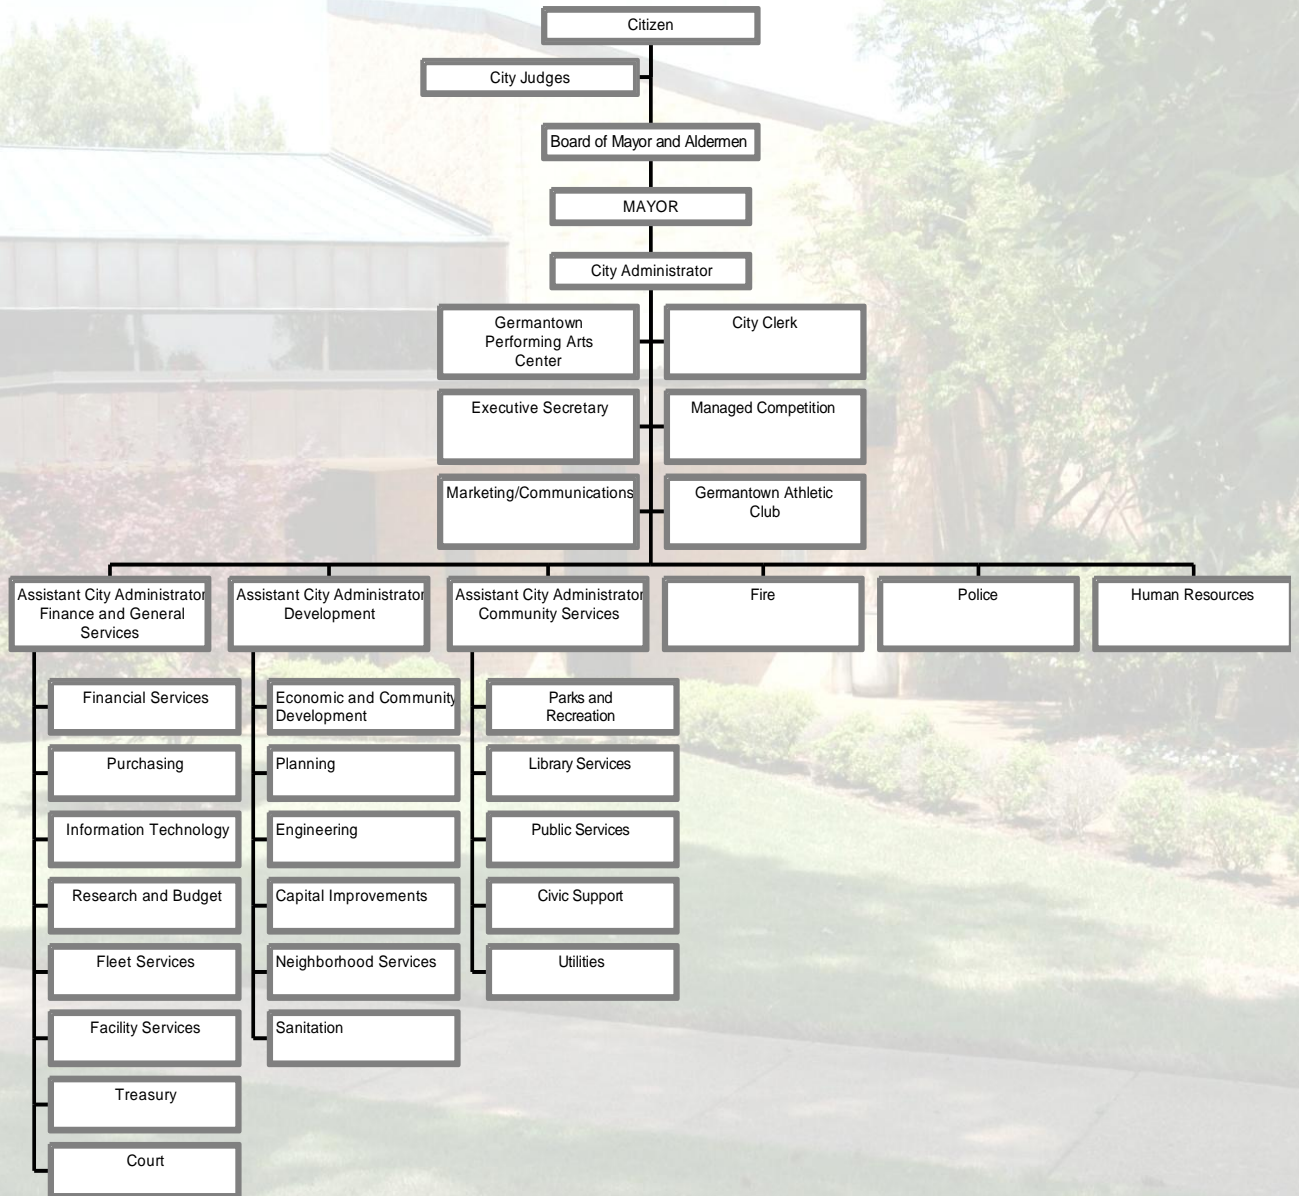 Citizen
City Judges
Board of Mayor and Aldermen
MAYOR
City Administrator
Germantown
Performing Arts
Center
City Clerk
Executive Secretary
Managed Competition
Marketing/Communications
Germantown Athletic
Club
Assistant City Administrator
Finance and General
Services
Assistant City Administrator
Development
Assistant City Administrator
Community Services
Fire
Police
Human Resources
Financial Services
Purchasing
Information Technology
Research and Budget
Fleet Services
Facility Services
Treasury
Court
Economic and Community
Development
Planning
Engineering
Capital Improvements
Neighborhood Services
Sanitation
Parks and
Recreation
Library Services
Public Services
Civic Support
Utilities